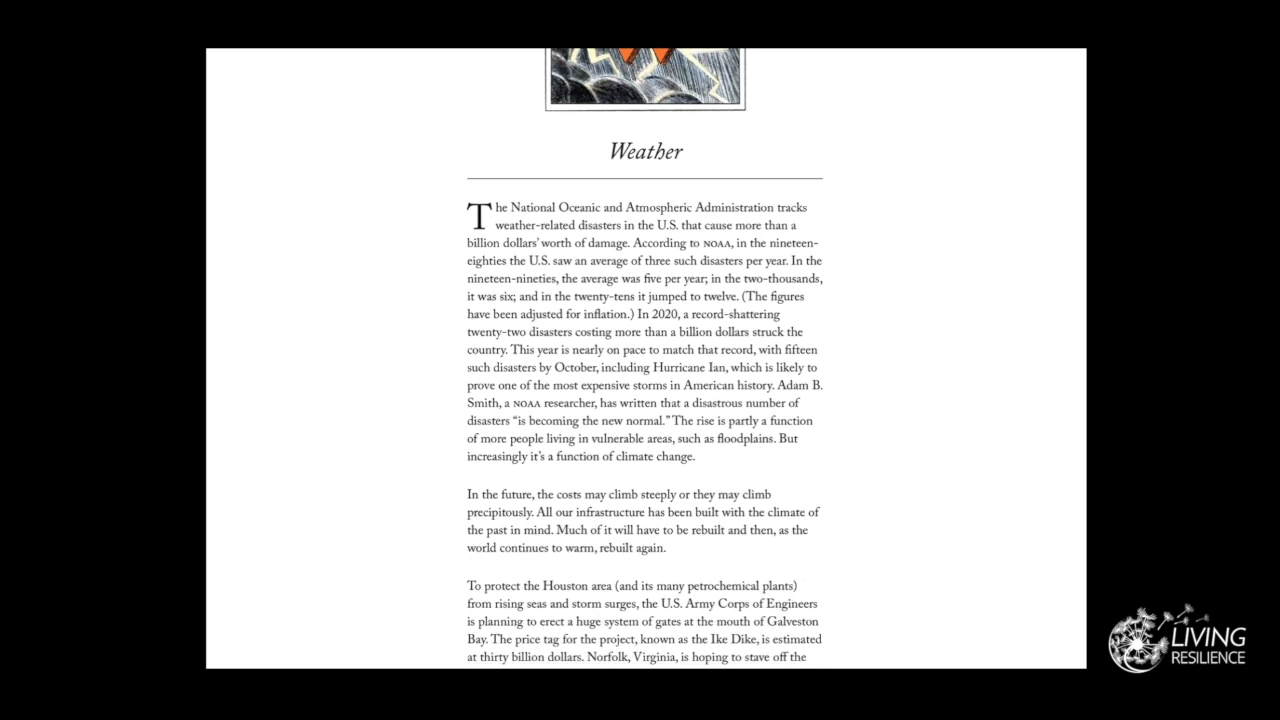 Weather
The National Oceanic and Atmospheric Administration tracks
weather-related disasters in the U.S. that cause more than a
billion dollars' worth of damage. According to NOAA, in the nineteen-
eighties the U.S. saw an average of three such disasters per year. In the
nineteen-nineties, the average was five per year; in the two-thousands,
it was six; and in the twenty-tens it jumped to twelve. (The figures
have been adjusted for inflation.) In 2020, a record-shattering
twenty-two disasters costing more than a billion dollars struck the
country. This year is nearly on pace to match that record, with fifteen
such disasters by October, including Hurricane Ian, which is likely to
prove one of the most expensive storms in American history. Adam B.
Smith, a NOAA researcher, has written that a disastrous number of
disasters “is becoming the new normal.” The rise is partly a function
of more people living in vulnerable areas, such as floodplains. But
increasingly it's a function of climate change.
In the future, the costs may climb steeply or they may climb
precipitously. All our infrastructure has been built with the climate of
the past in mind. Much of it will have to be rebuilt and then, as the
world continues to warm, rebuilt again.
To protect the Houston area (and its many petrochemical plants)
from rising seas and storm surges, the U.S. Army Corps of Engineers
is planning to erect a huge system of gates at the mouth of Galveston
Bay. The price tag for the project, known as the Ike Dike, is estimated
at thirty billion dollars. Norfolk, Virginia, is hoping to stave off the
LIVING
RESILIENCE